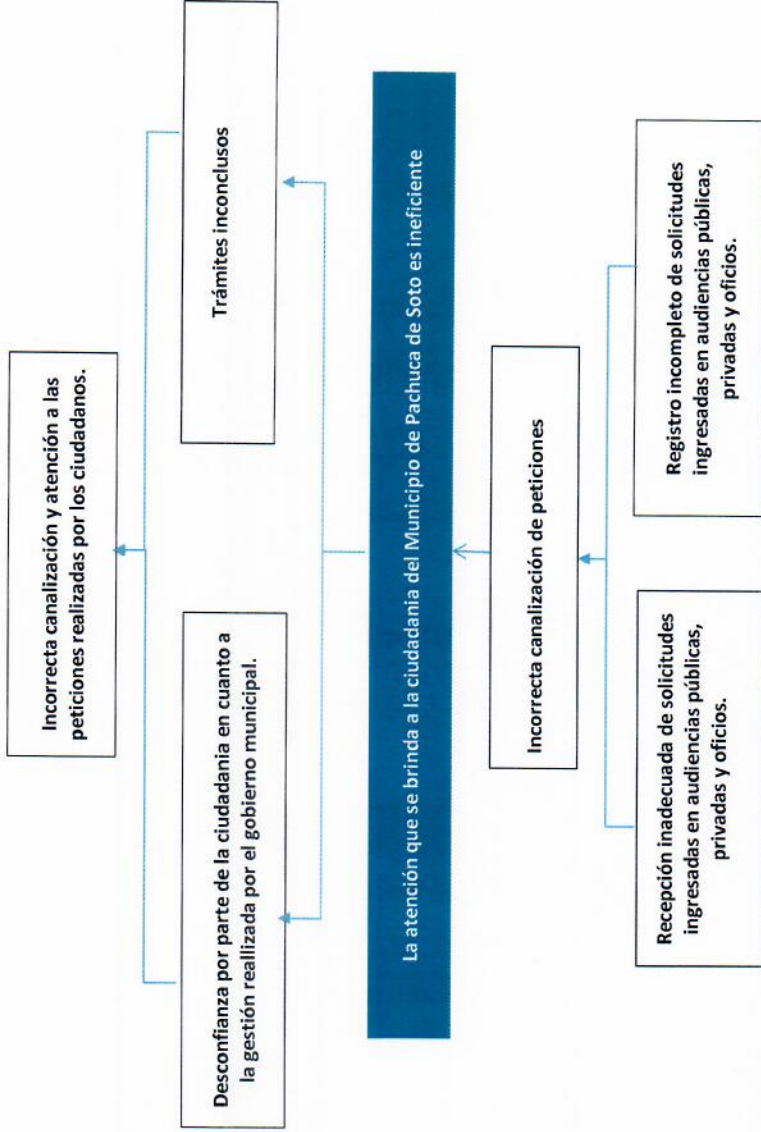 Incorrecta canalización y atención a las
peticiones realizadas por los ciudadanos.
Desconfianza por parte de la ciudadania en cuanto a
la gestión reallizada por el gobierno municipal.
Trámites inconclusos
La atención que se brinda a la ciudadania del Municipio de Pachuca de Soto es ineficiente
Incorrecta canalización de peticiones
Recepción inadecuada de solicitudes
ingresadas en audiencias públicas,
privadas y oficios.
Registro incompleto de solicitudes
ingresadas en audiencias públicas,
privadas y oficios.